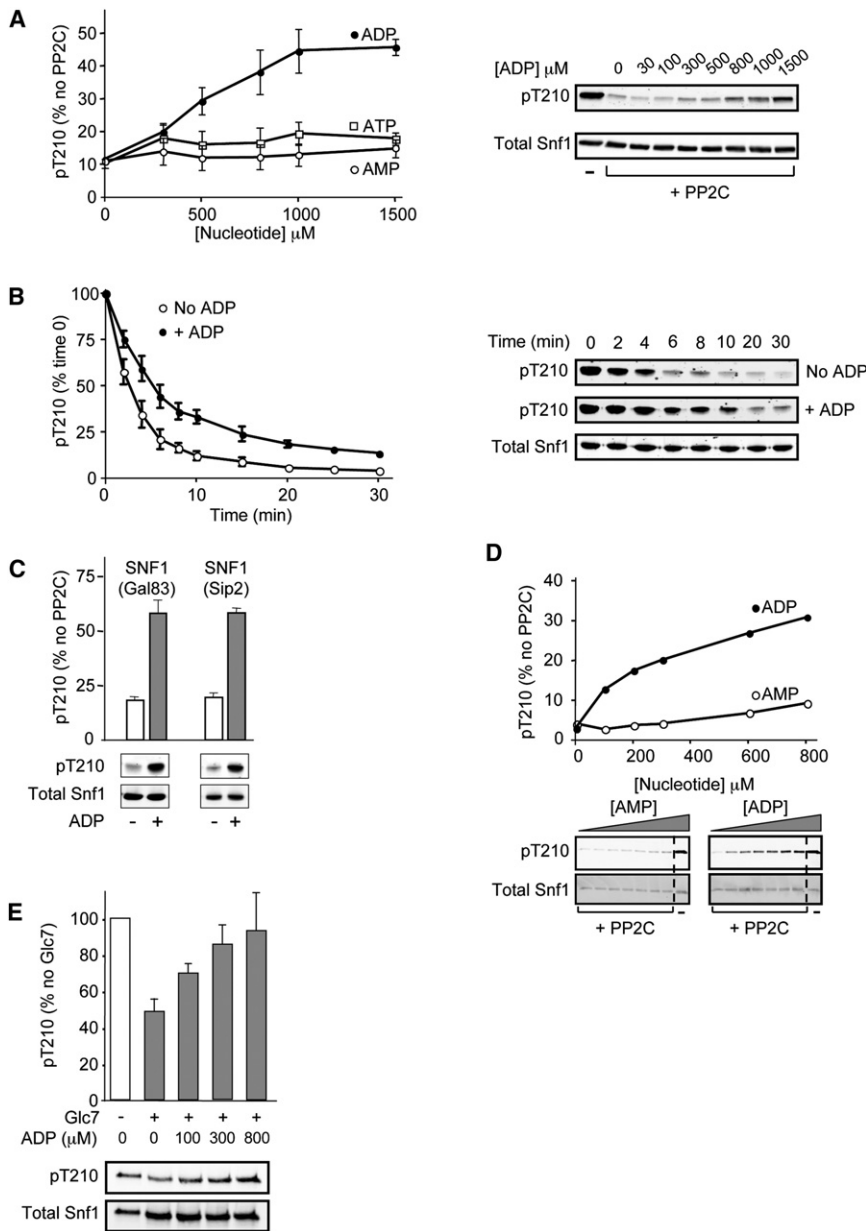 A
pT210 (% no PP2C)
60
50
40
30
20
10
0
0 500 1000 1500
[Nucleotide] µM
ADP
ATP
AMP
[ADP] µM 0 30 100 300 500 800 1000 1500
pT210
Total Snf1
- + PP2C
B
pT210 (% time 0)
100
75
50
25
0
0 10 20 30
Time (min)
No ADP
+ ADP
Time (min) 0 2 4 6 8 10 20 30
pT210 No ADP
pT210 + ADP
Total Snf1
C
pT210 (% no PP2C)
75
50
25
0
SNF1 (Gal83)
SNF1 (Sip2)
pT210
Total Snf1
ADP - + - +
D
pT210 (% no PP2C)
40
30
20
10
0
0 200 400 600 800
[Nucleotide] µM
ADP
AMP
[AMP] [ADP]
pT210
Total Snf1
+ PP2C - + PP2C -
E
pT210 (% no Glc7)
100
80
60
40
20
0
Glc7 - + + + +
ADP (µM) 0 0 100 300 800
pT210
Total Snf1